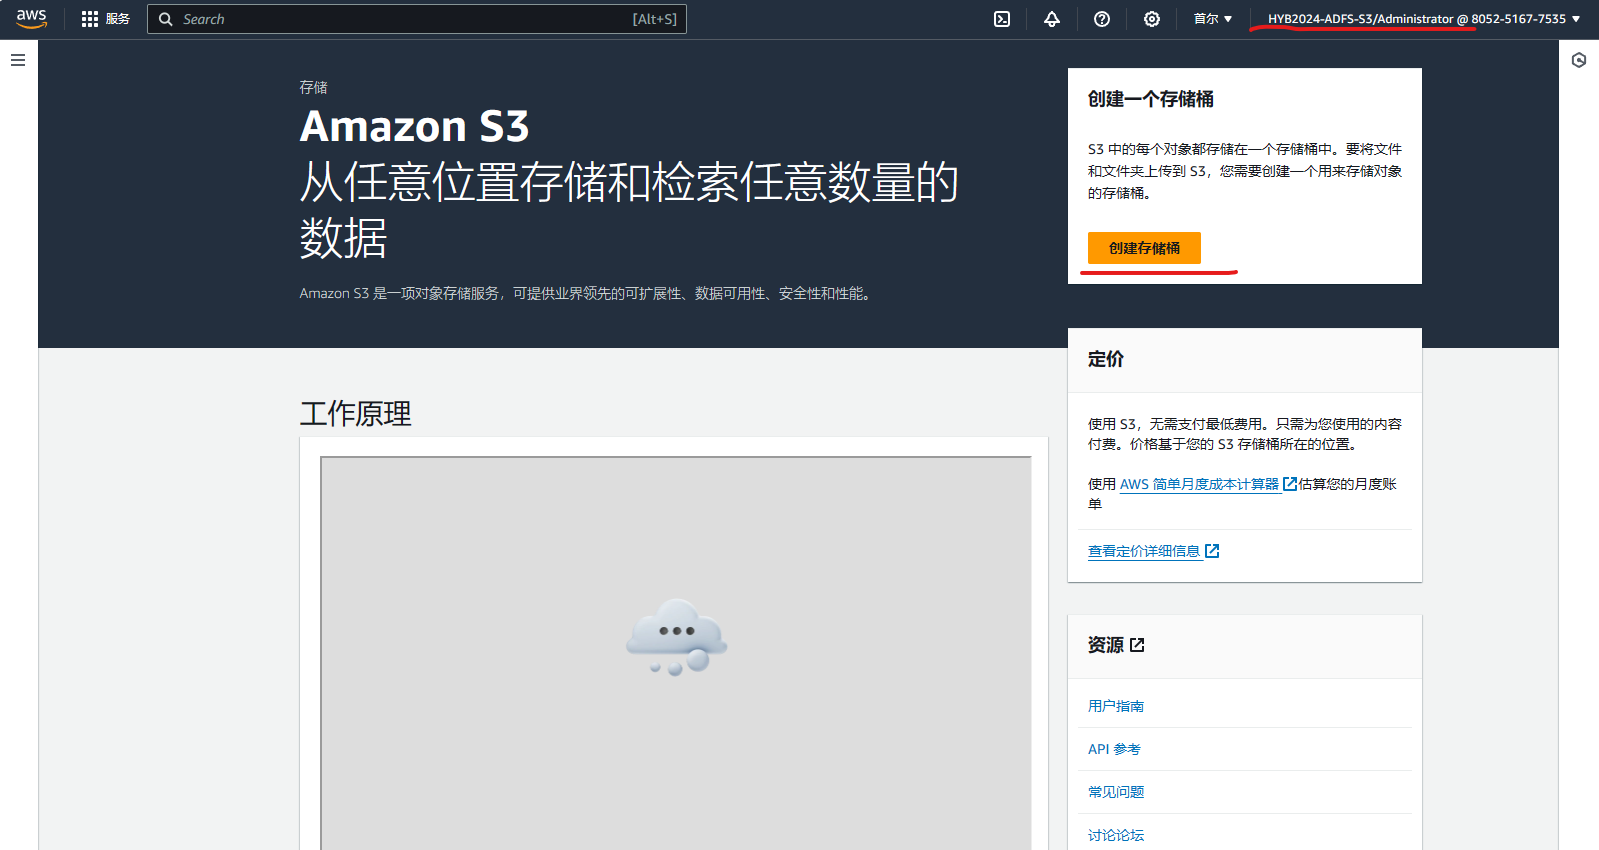 aws
服务
Search
[Alt+S]
首尔
HYB2024-ADFS-S3/Administrator @ 8052-5167-7535
存储
Amazon S3
从任意位置存储和检索任意数量的
数据
Amazon S3 是一项对象存储服务，可提供业界领先的可扩展性、数据可用性、安全性和性能。
创建一个存储桶
S3 中的每个对象都存储在一个存储桶中。要将文件
和文件夹上传到 S3，您需要创建一个用来存储对象
的存储桶。
创建存储桶
定价
使用 S3，无需支付最低费用。只需为您使用的内容
付费。价格基于您的 S3 存储桶所在的位置。
使用 AWS 简单月度成本计算器 估算您的月度账
单
查看定价详细信息
工作原理
资源
用户指南
API 参考
常见问题
讨论论坛